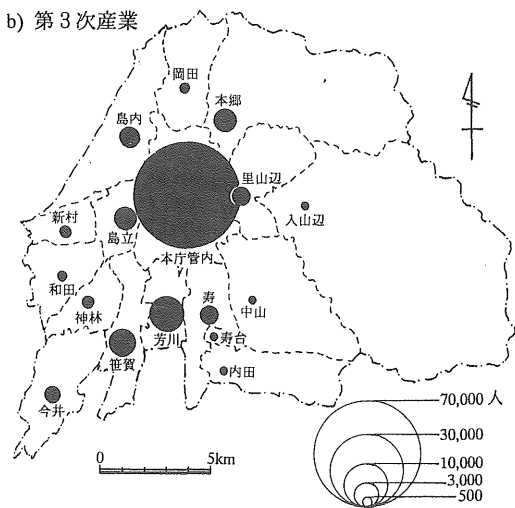 b) 第3次産業
岡田
本郷
島内
里山辺
入山辺
新村
島立
本庁管内
和田
神林
芳川
寿
中山
寿台
笹賀
内田
今井
0 5km
70,000 人
30,000
10,000
3,000
500